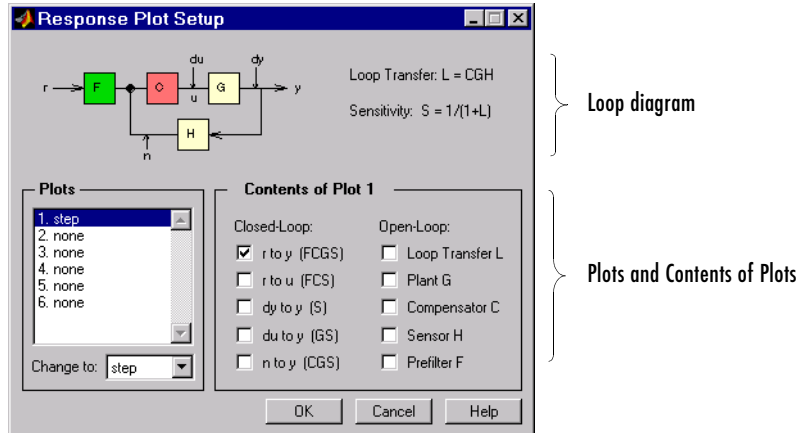 Response Plot Setup
du
dy
r
F
C
u
G
y
H
n
Loop Transfer: L = CGH
Sensitivity: S = 1/(1+L)
Loop diagram
Plots
1. step
2. none
3. none
4. none
5. none
6. none
Change to: step
Contents of Plot 1
Closed-Loop:
r to y (FCGS)
r to u (FCS)
dy to y (S)
du to y (GS)
n to y (CGS)
Open-Loop:
Loop Transfer L
Plant G
Compensator C
Sensor H
Prefilter F
Plots and Contents of Plots
OK
Cancel
Help